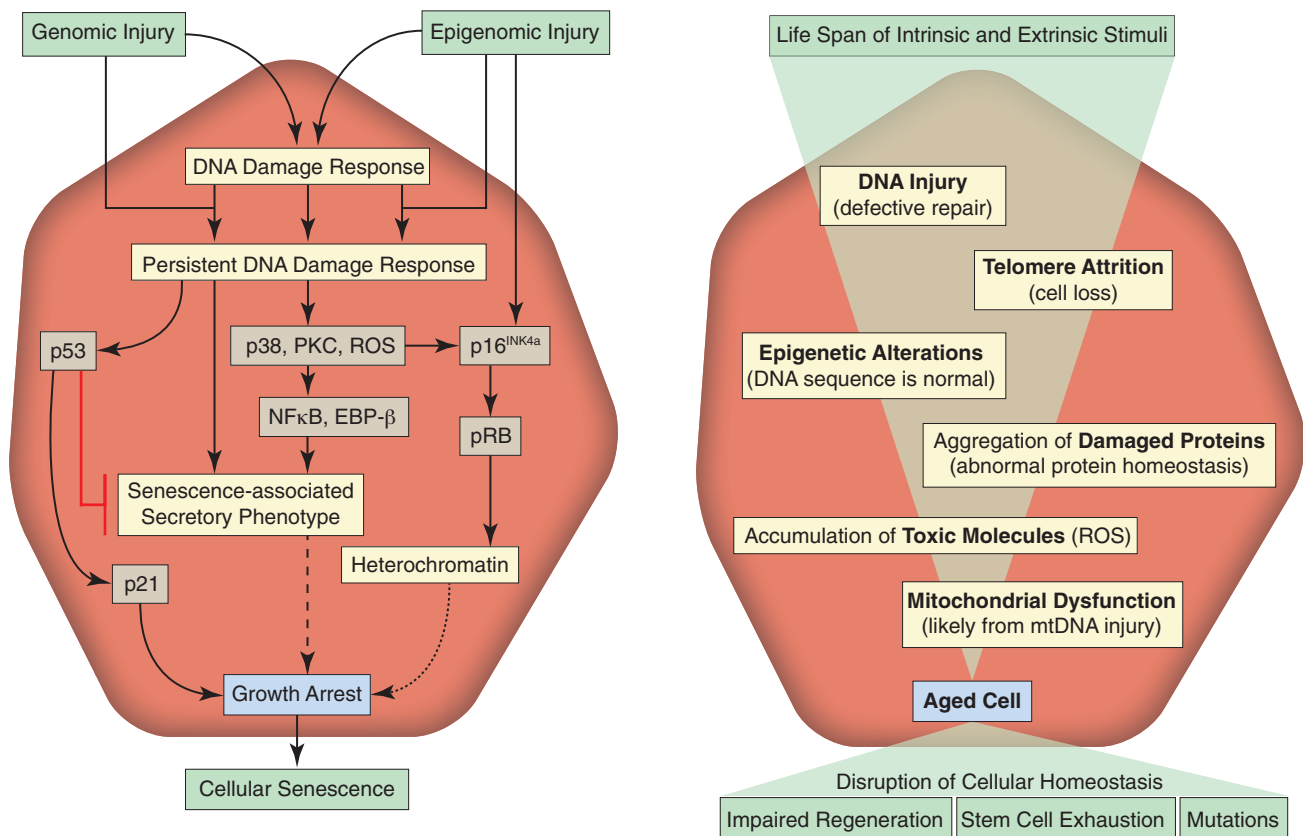 Genomic Injury
Epigenomic Injury
DNA Damage Response
Persistent DNA Damage Response
p53
p38, PKC, ROS
p16^INK4a
NFκB, EBP-β
pRB
Senescence-associated
Secretory Phenotype
Heterochromatin
p21
Growth Arrest
Cellular Senescence
Life Span of Intrinsic and Extrinsic Stimuli
DNA Injury
(defective repair)
Telomere Attrition
(cell loss)
Epigenetic Alterations
(DNA sequence is normal)
Aggregation of Damaged Proteins
(abnormal protein homeostasis)
Accumulation of Toxic Molecules (ROS)
Mitochondrial Dysfunction
(likely from mtDNA injury)
Aged Cell
Disruption of Cellular Homeostasis
Impaired Regeneration
Stem Cell Exhaustion
Mutations